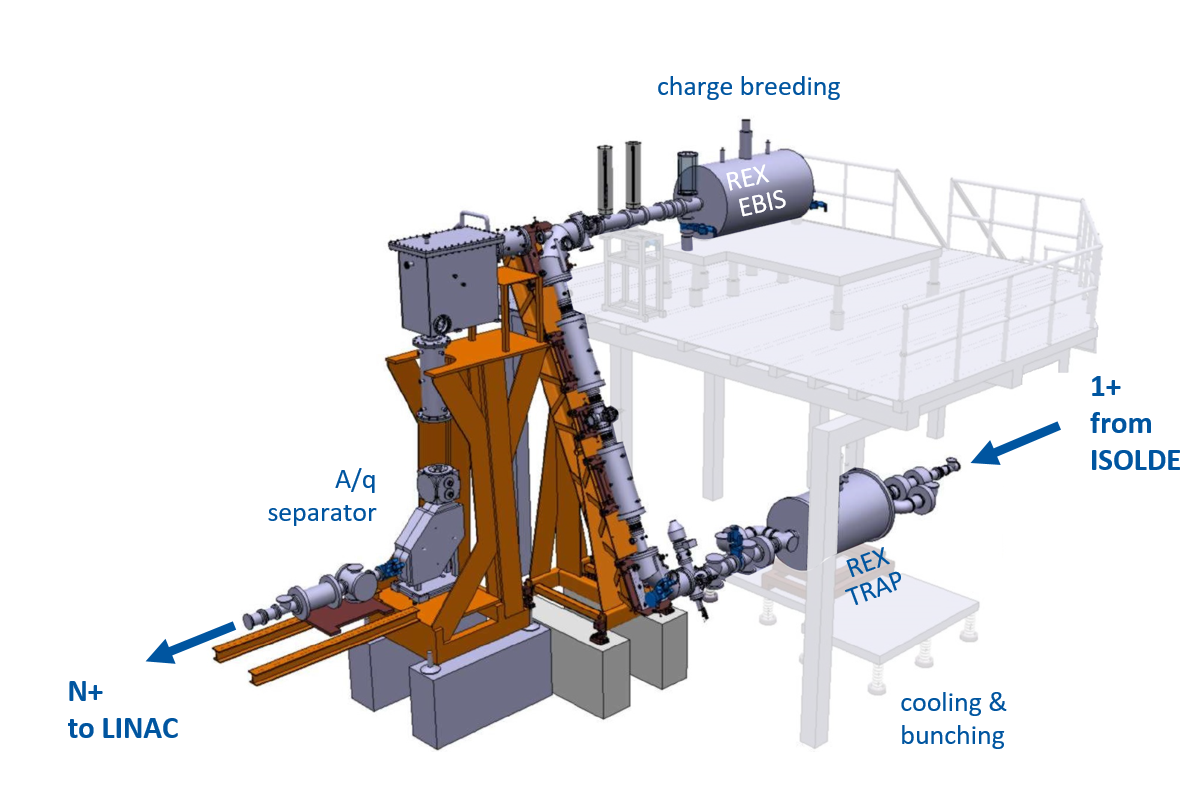 charge breeding
REX
EBIS
1+
from
ISOLDE
A/q
separator
REX
TRAP
N+
to LINAC
cooling &
bunching